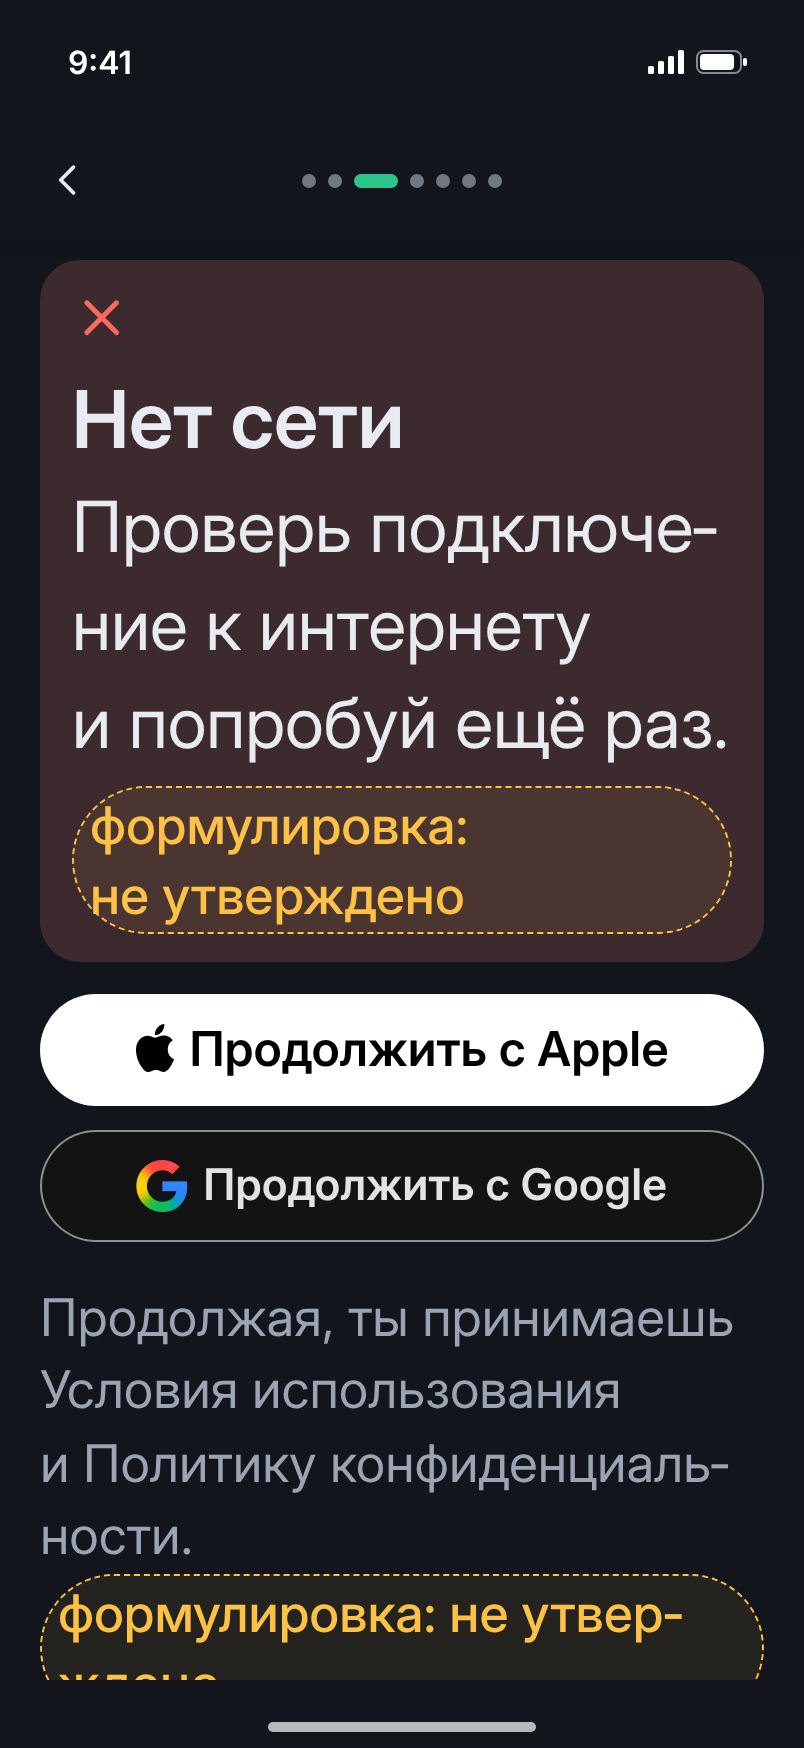 9:41
Нет сети
Проверь подключе-
ние к интернету
и попробуй ещё раз.
формулировка:
не утверждено
Продолжить с Apple
Продолжить с Google
Продолжая, ты принимаешь
Условия использования
и Политику конфиденциаль-
ности.
формулировка: не утвер-
ждено